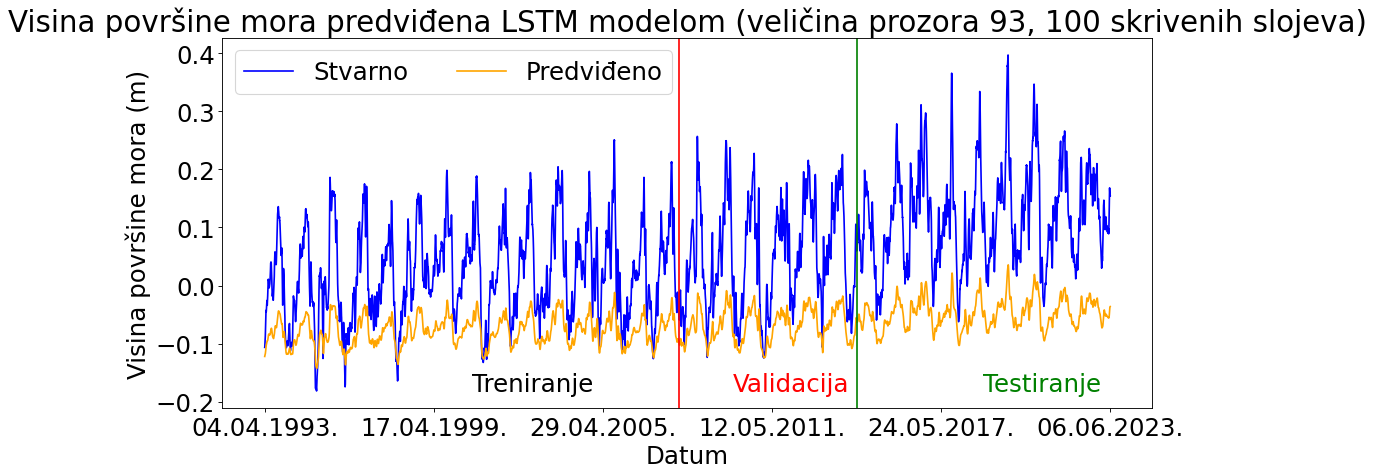 Visina površine mora predviđena LSTM modelom (veličina prozora 93, 100 skrivenih slojeva)
Stvarno Predviđeno
Visina površine mora (m)
0.4
0.3
0.2
0.1
0.0
−0.1
−0.2
Treniranje Validacija Testiranje
04.04.1993. 17.04.1999. 29.04.2005. 12.05.2011. 24.05.2017. 06.06.2023.
Datum